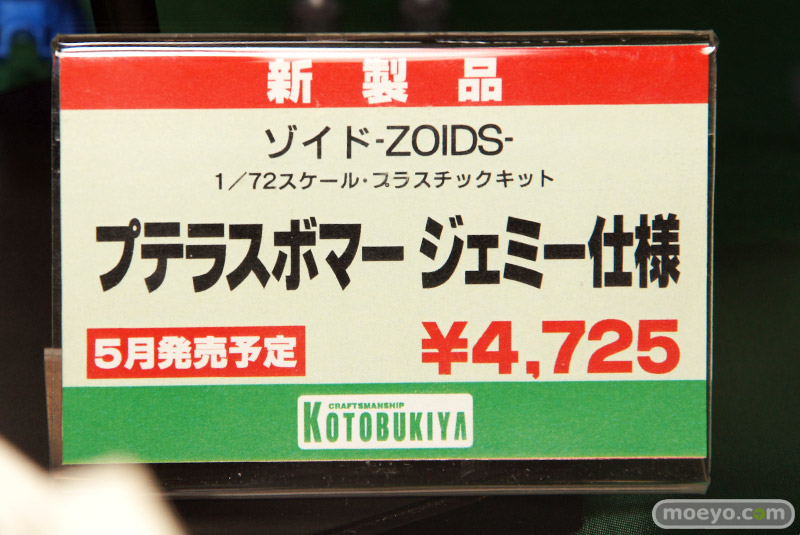 新製品
ゾイド-ZOIDS-
1／72スケール・プラスチックキット
プテラスボマー ジェミー仕様
5月発売予定
¥4,725
CRAFTSMANSHIP
KOTOBUKIYA
moeyo.com